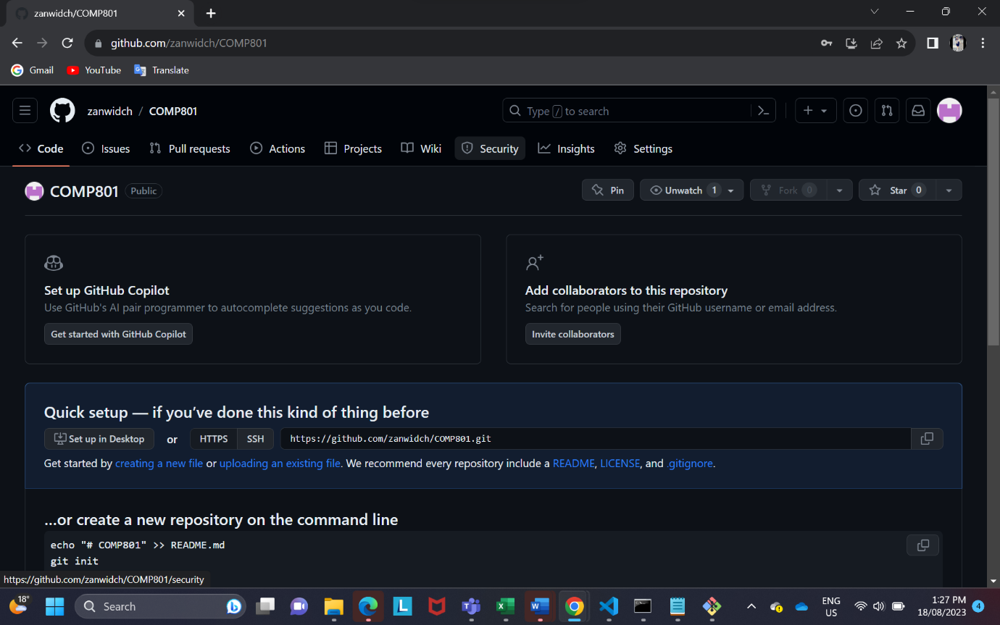 zanwidch/COMP801
github.com/zanwidch/COMP801
Gmail YouTube Translate
zanwidch / COMP801 Type / to search
Code Issues Pull requests Actions Projects Wiki Security Insights Settings
COMP801 Public Pin Unwatch 1 Fork 0 Star 0
Set up GitHub Copilot
Use GitHub's AI pair programmer to autocomplete suggestions as you code.
Get started with GitHub Copilot
Add collaborators to this repository
Search for people using their GitHub username or email address.
Invite collaborators
Quick setup — if you've done this kind of thing before
Set up in Desktop or HTTPS SSH https://github.com/zanwidch/COMP801.git
Get started by creating a new file or uploading an existing file. We recommend every repository include a README, LICENSE, and .gitignore.
…or create a new repository on the command line
echo "# COMP801" >> README.md
git init
https://github.com/zanwidch/COMP801/security
18° Search ENG 1:27 PM 4
US 18/08/2023